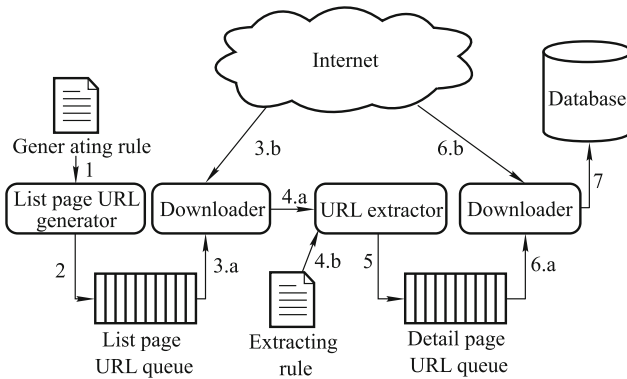 Internet
Database
Gener ating rule
1
3.b
6.b
7
List page URL
generator
Downloader
4.a
URL extractor
Downloader
2
3.a
4.b
5
6.a
List page
URL queue
Extracting
rule
Detail page
URL queue